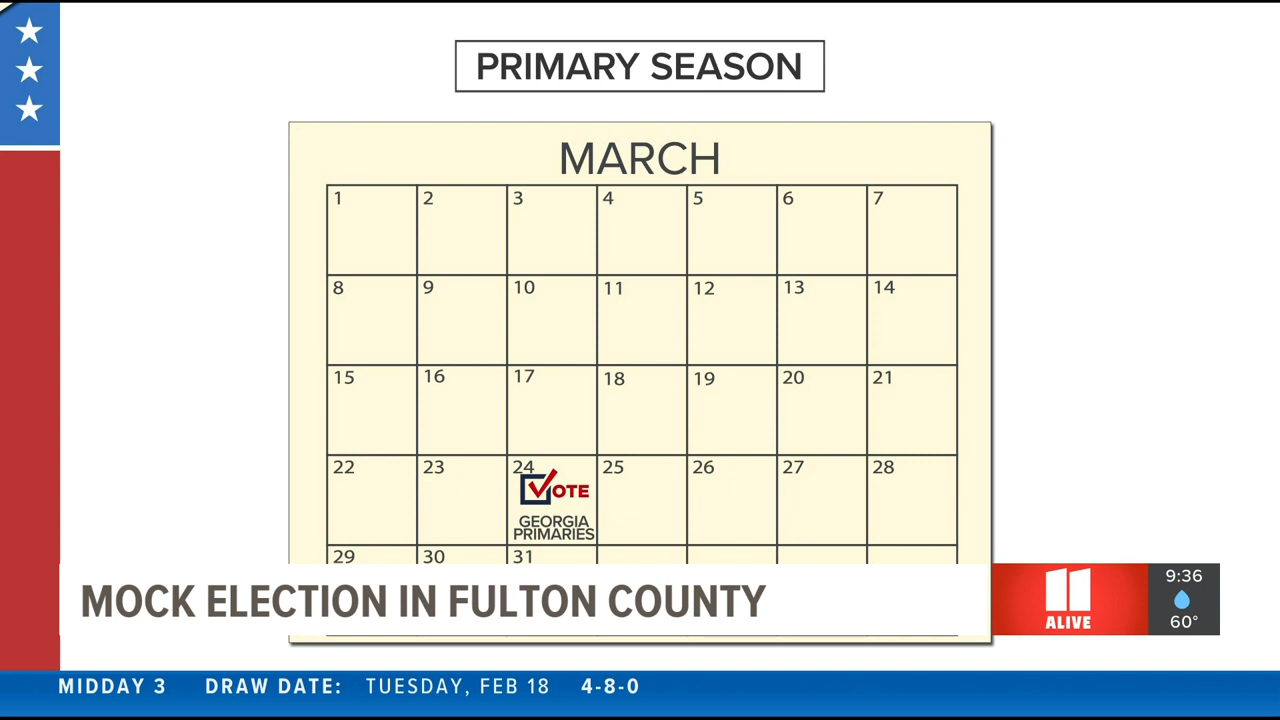 PRIMARY SEASON
MARCH
1 2 3 4 5 6 7
8 9 10 11 12 13 14
15 16 17 18 19 20 21
22 23 24 25 26 27 28
VOTE
GEORGIA
PRIMARIES
29 30 31
MOCK ELECTION IN FULTON COUNTY
11
ALIVE
9:36
60°
MIDDAY 3 DRAW DATE: TUESDAY, FEB 18 4-8-0